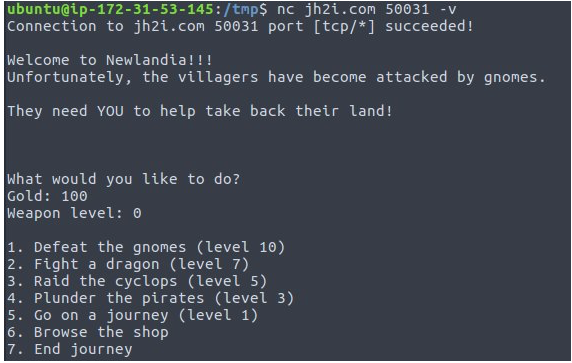 ubuntu@ip-172-31-53-145:/tmp$ nc jh2i.com 50031 -v
Connection to jh2i.com 50031 port [tcp/*] succeeded!
Welcome to Newlandia!!!
Unfortunately, the villagers have become attacked by gnomes.
They need YOU to help take back their land!
What would you like to do?
Gold: 100
Weapon level: 0
1. Defeat the gnomes (level 10)
2. Fight a dragon (level 7)
3. Raid the cyclops (level 5)
4. Plunder the pirates (level 3)
5. Go on a journey (level 1)
6. Browse the shop
7. End journey